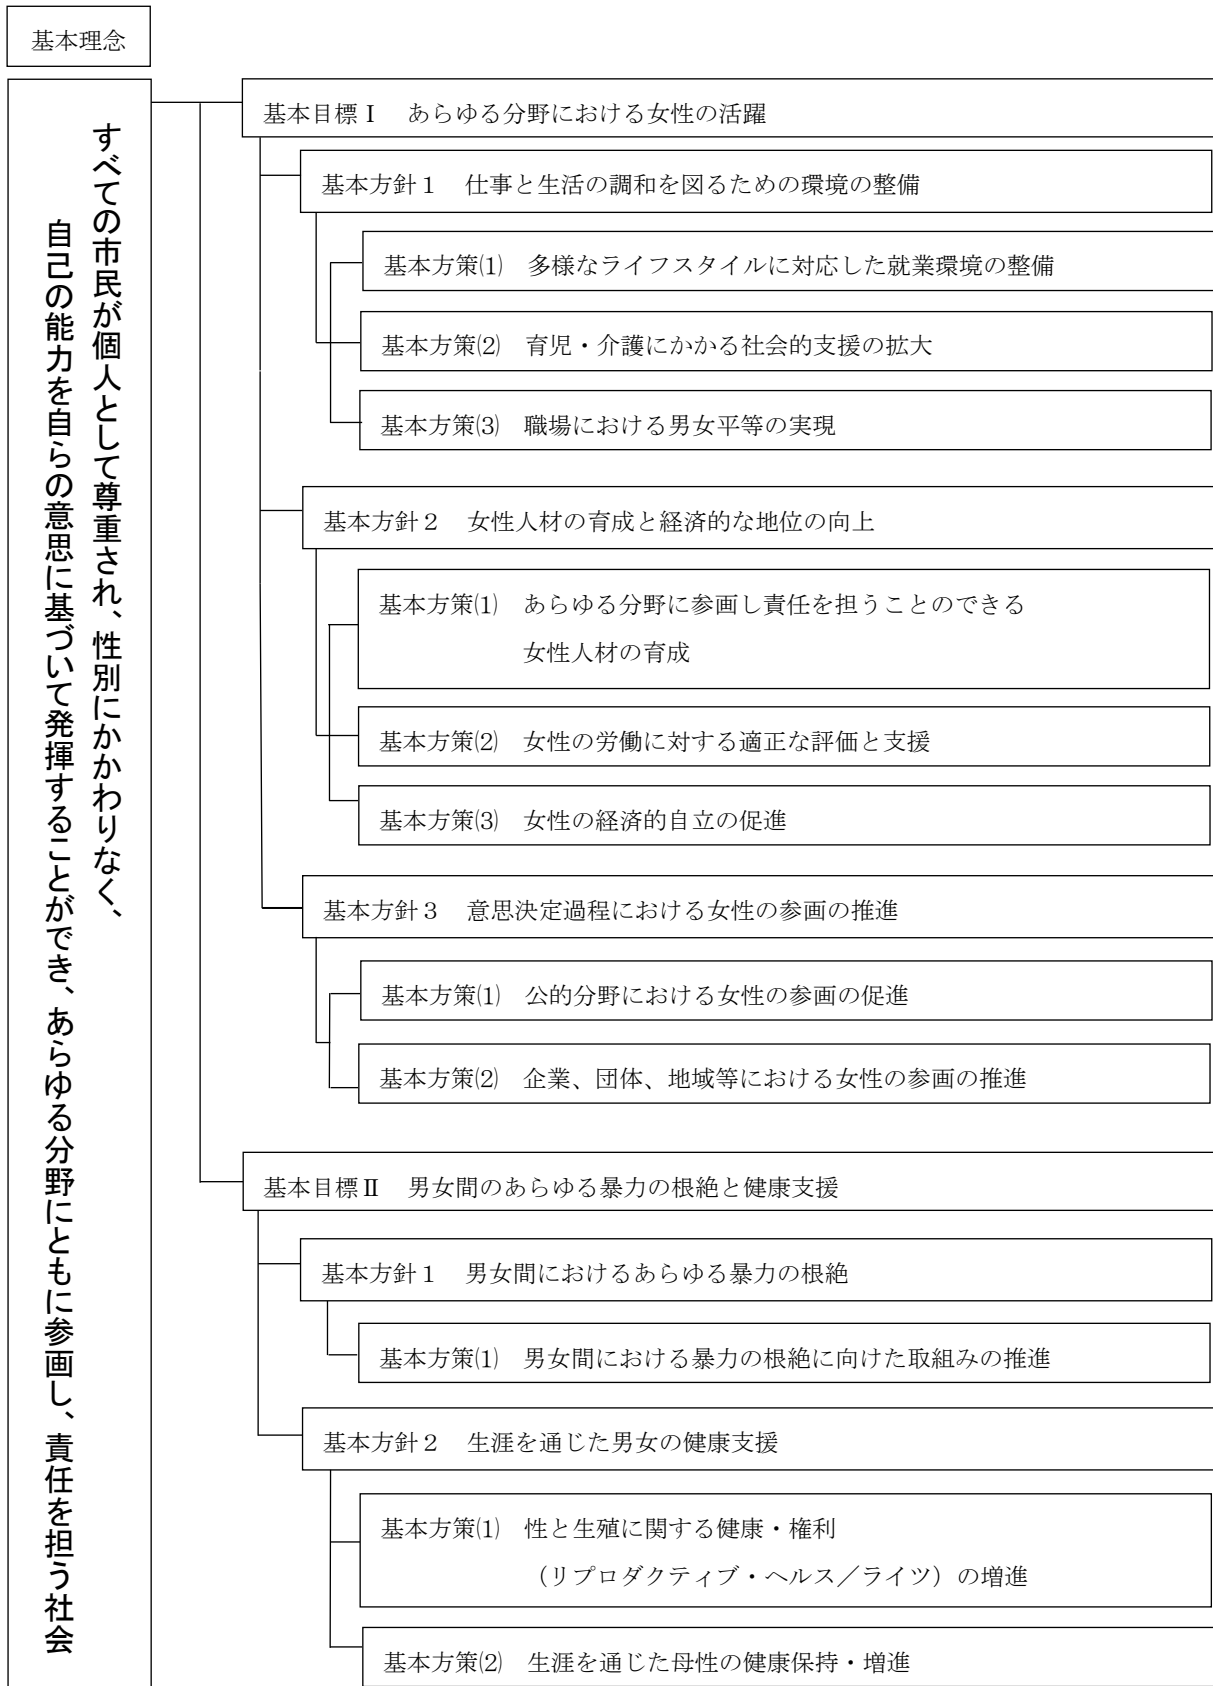 基本理念
すべての市民が個人として尊重され、性別にかかわりなく、
自己の能力を自らの意思に基づいて発揮することができ、あらゆる分野にともに参画し、責任を担う社会
基本目標Ⅰ　あらゆる分野における女性の活躍
基本方針１　仕事と生活の調和を図るための環境の整備
基本方策⑴　多様なライフスタイルに対応した就業環境の整備
基本方策⑵　育児・介護にかかる社会的支援の拡大
基本方策⑶　職場における男女平等の実現
基本方針２　女性人材の育成と経済的な地位の向上
基本方策⑴　あらゆる分野に参画し責任を担うことのできる
女性人材の育成
基本方策⑵　女性の労働に対する適正な評価と支援
基本方策⑶　女性の経済的自立の促進
基本方針３　意思決定過程における女性の参画の推進
基本方策⑴　公的分野における女性の参画の促進
基本方策⑵　企業、団体、地域等における女性の参画の推進
基本目標Ⅱ　男女間のあらゆる暴力の根絶と健康支援
基本方針１　男女間におけるあらゆる暴力の根絶
基本方策⑴　男女間における暴力の根絶に向けた取組みの推進
基本方針２　生涯を通じた男女の健康支援
基本方策⑴　性と生殖に関する健康・権利
（リプロダクティブ・ヘルス／ライツ）の増進
基本方策⑵　生涯を通じた母性の健康保持・増進